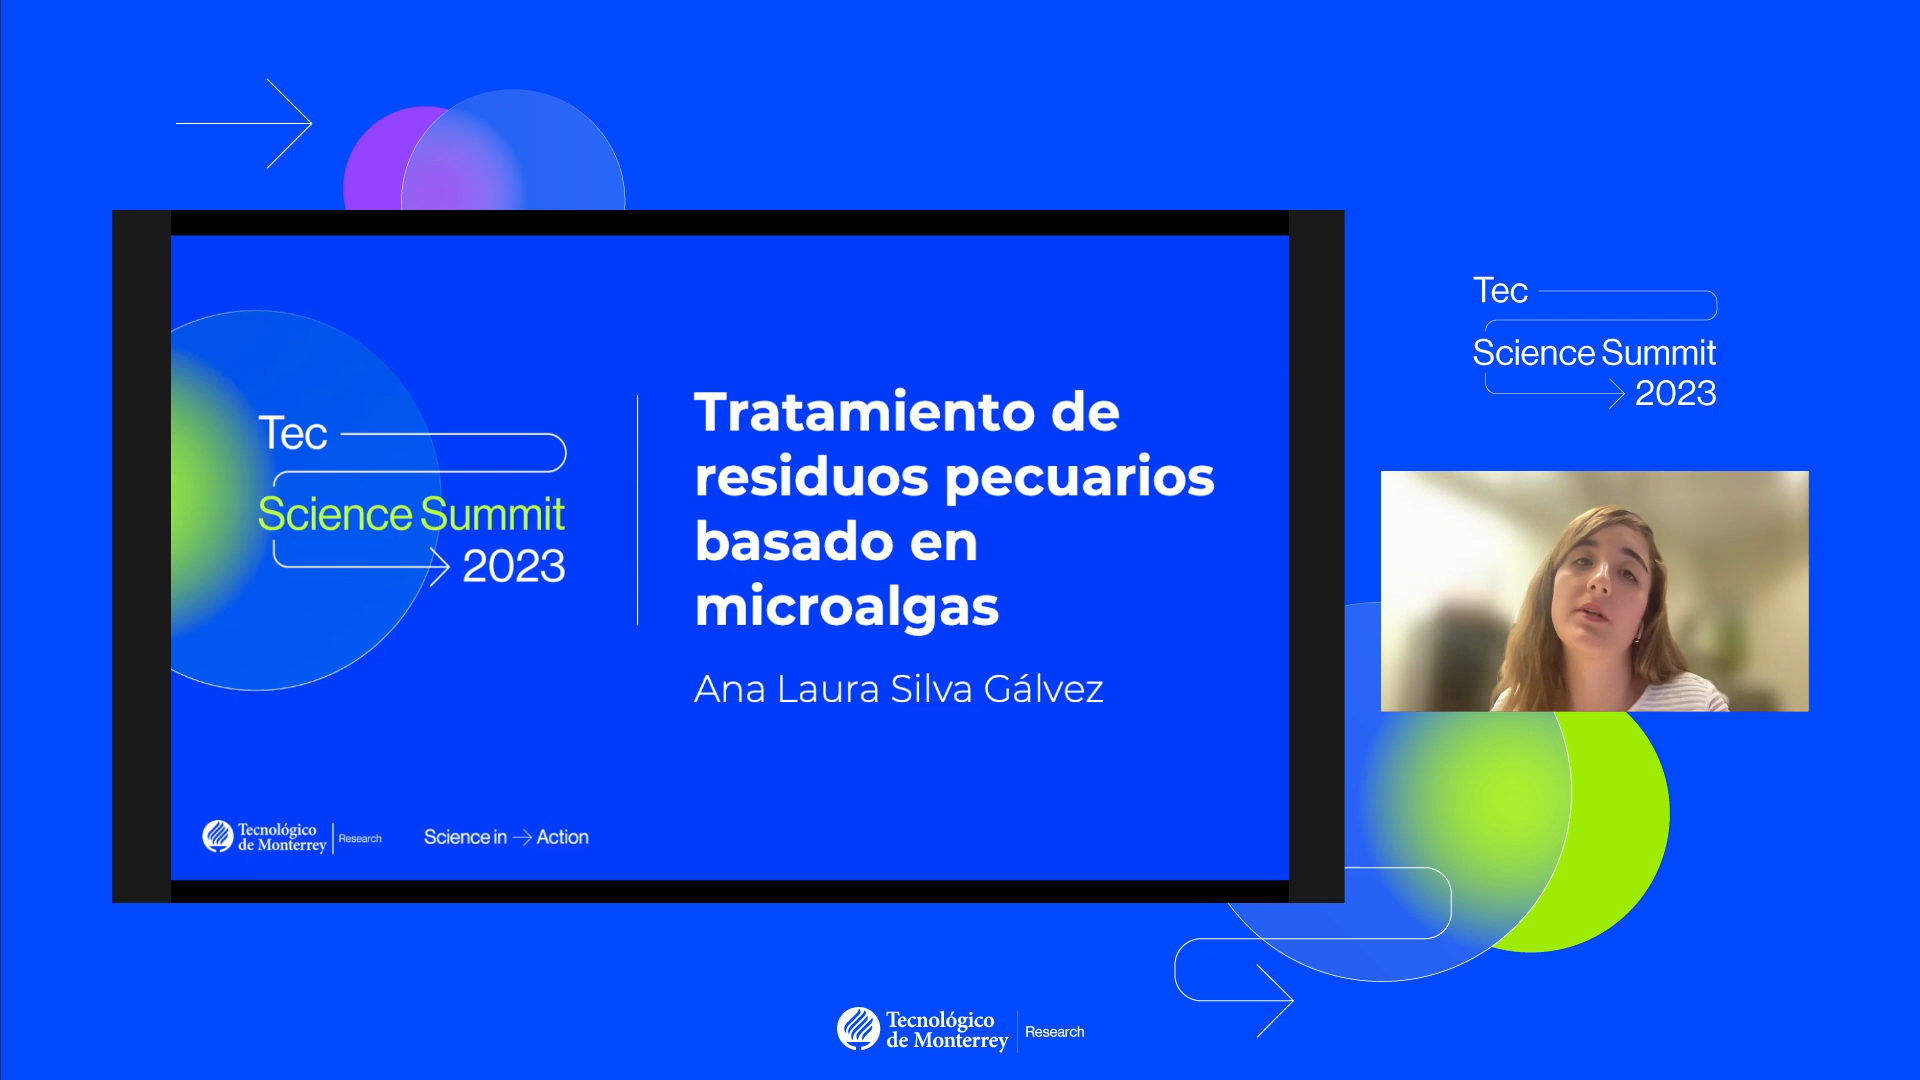 Tec
Science Summit
2023
Tratamiento de
residuos pecuarios
basado en
microalgas
Ana Laura Silva Gálvez
Tecnológico
de Monterrey
Research
Science in → Action
Tec
Science Summit
2023
Tecnológico
de Monterrey
Research